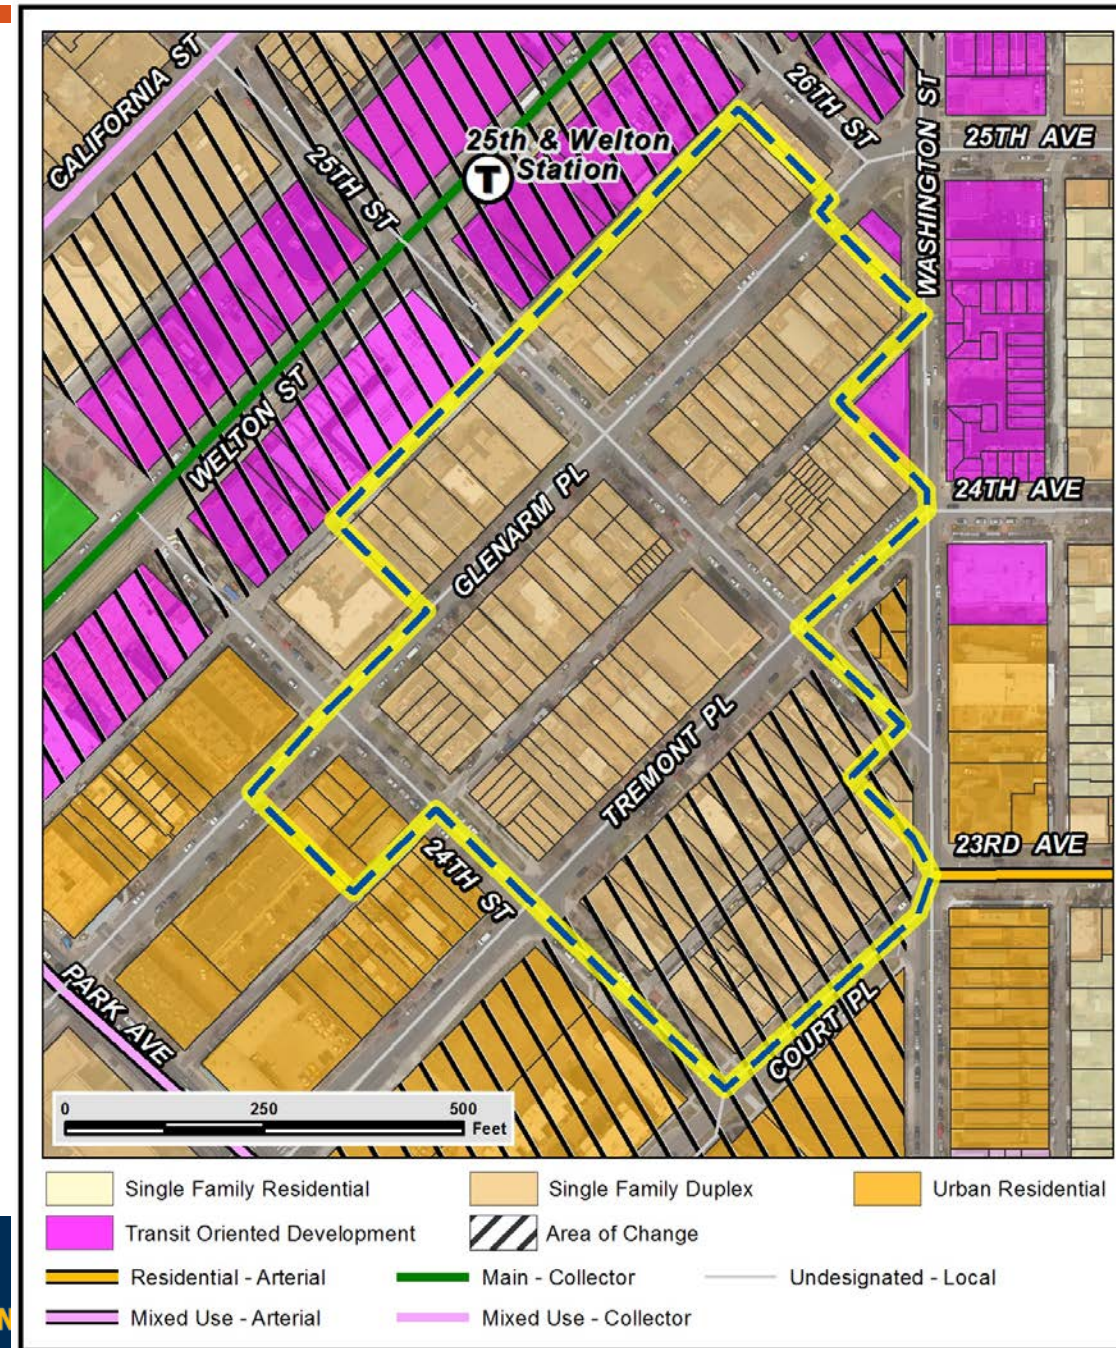 CALIFORNIA ST
25TH ST
25th & Welton
Station
T
26TH ST
WASHINGTON ST
25TH AVE
WELTON ST
24TH AVE
GLENARM PL
TREMONT PL
24TH ST
23RD AVE
PARK AVE
COURT PL
0 250 500
Feet
Single Family Residential Single Family Duplex Urban Residential
Transit Oriented Development Area of Change
Residential - Arterial Main - Collector Undesignated - Local
Mixed Use - Arterial Mixed Use - Collector
N